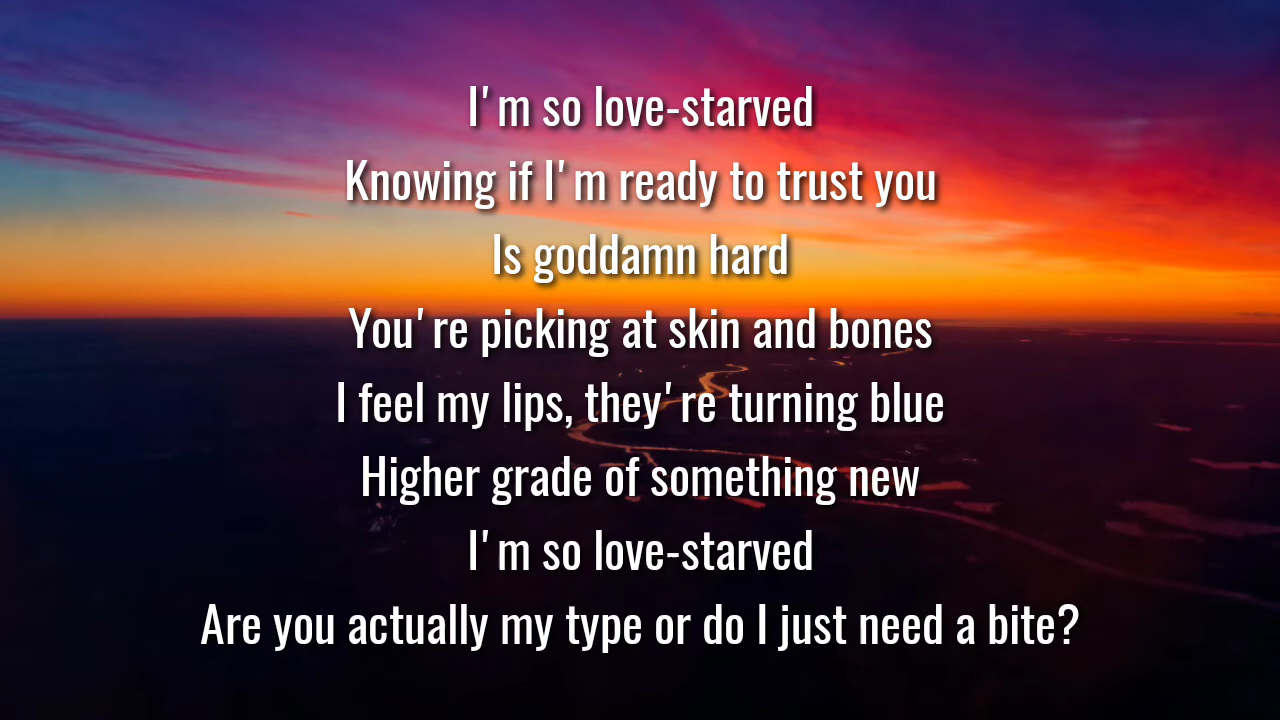 I'm so love-starved
Knowing if I'm ready to trust you
Is goddamn hard
You're picking at skin and bones
I feel my lips, they're turning blue
Higher grade of something new
I'm so love-starved
Are you actually my type or do I just need a bite?